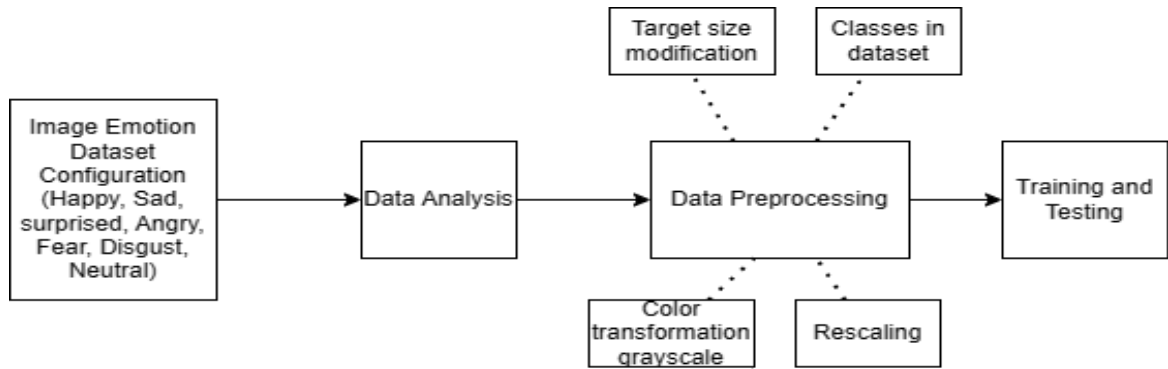 Target size
modification
Classes in
dataset
Image Emotion
Dataset
Configuration
(Happy, Sad,
surprised, Angry,
Fear, Disgust,
Neutral)
Data Analysis
Data Preprocessing
Training and
Testing
Color
transformation
grayscale
Rescaling